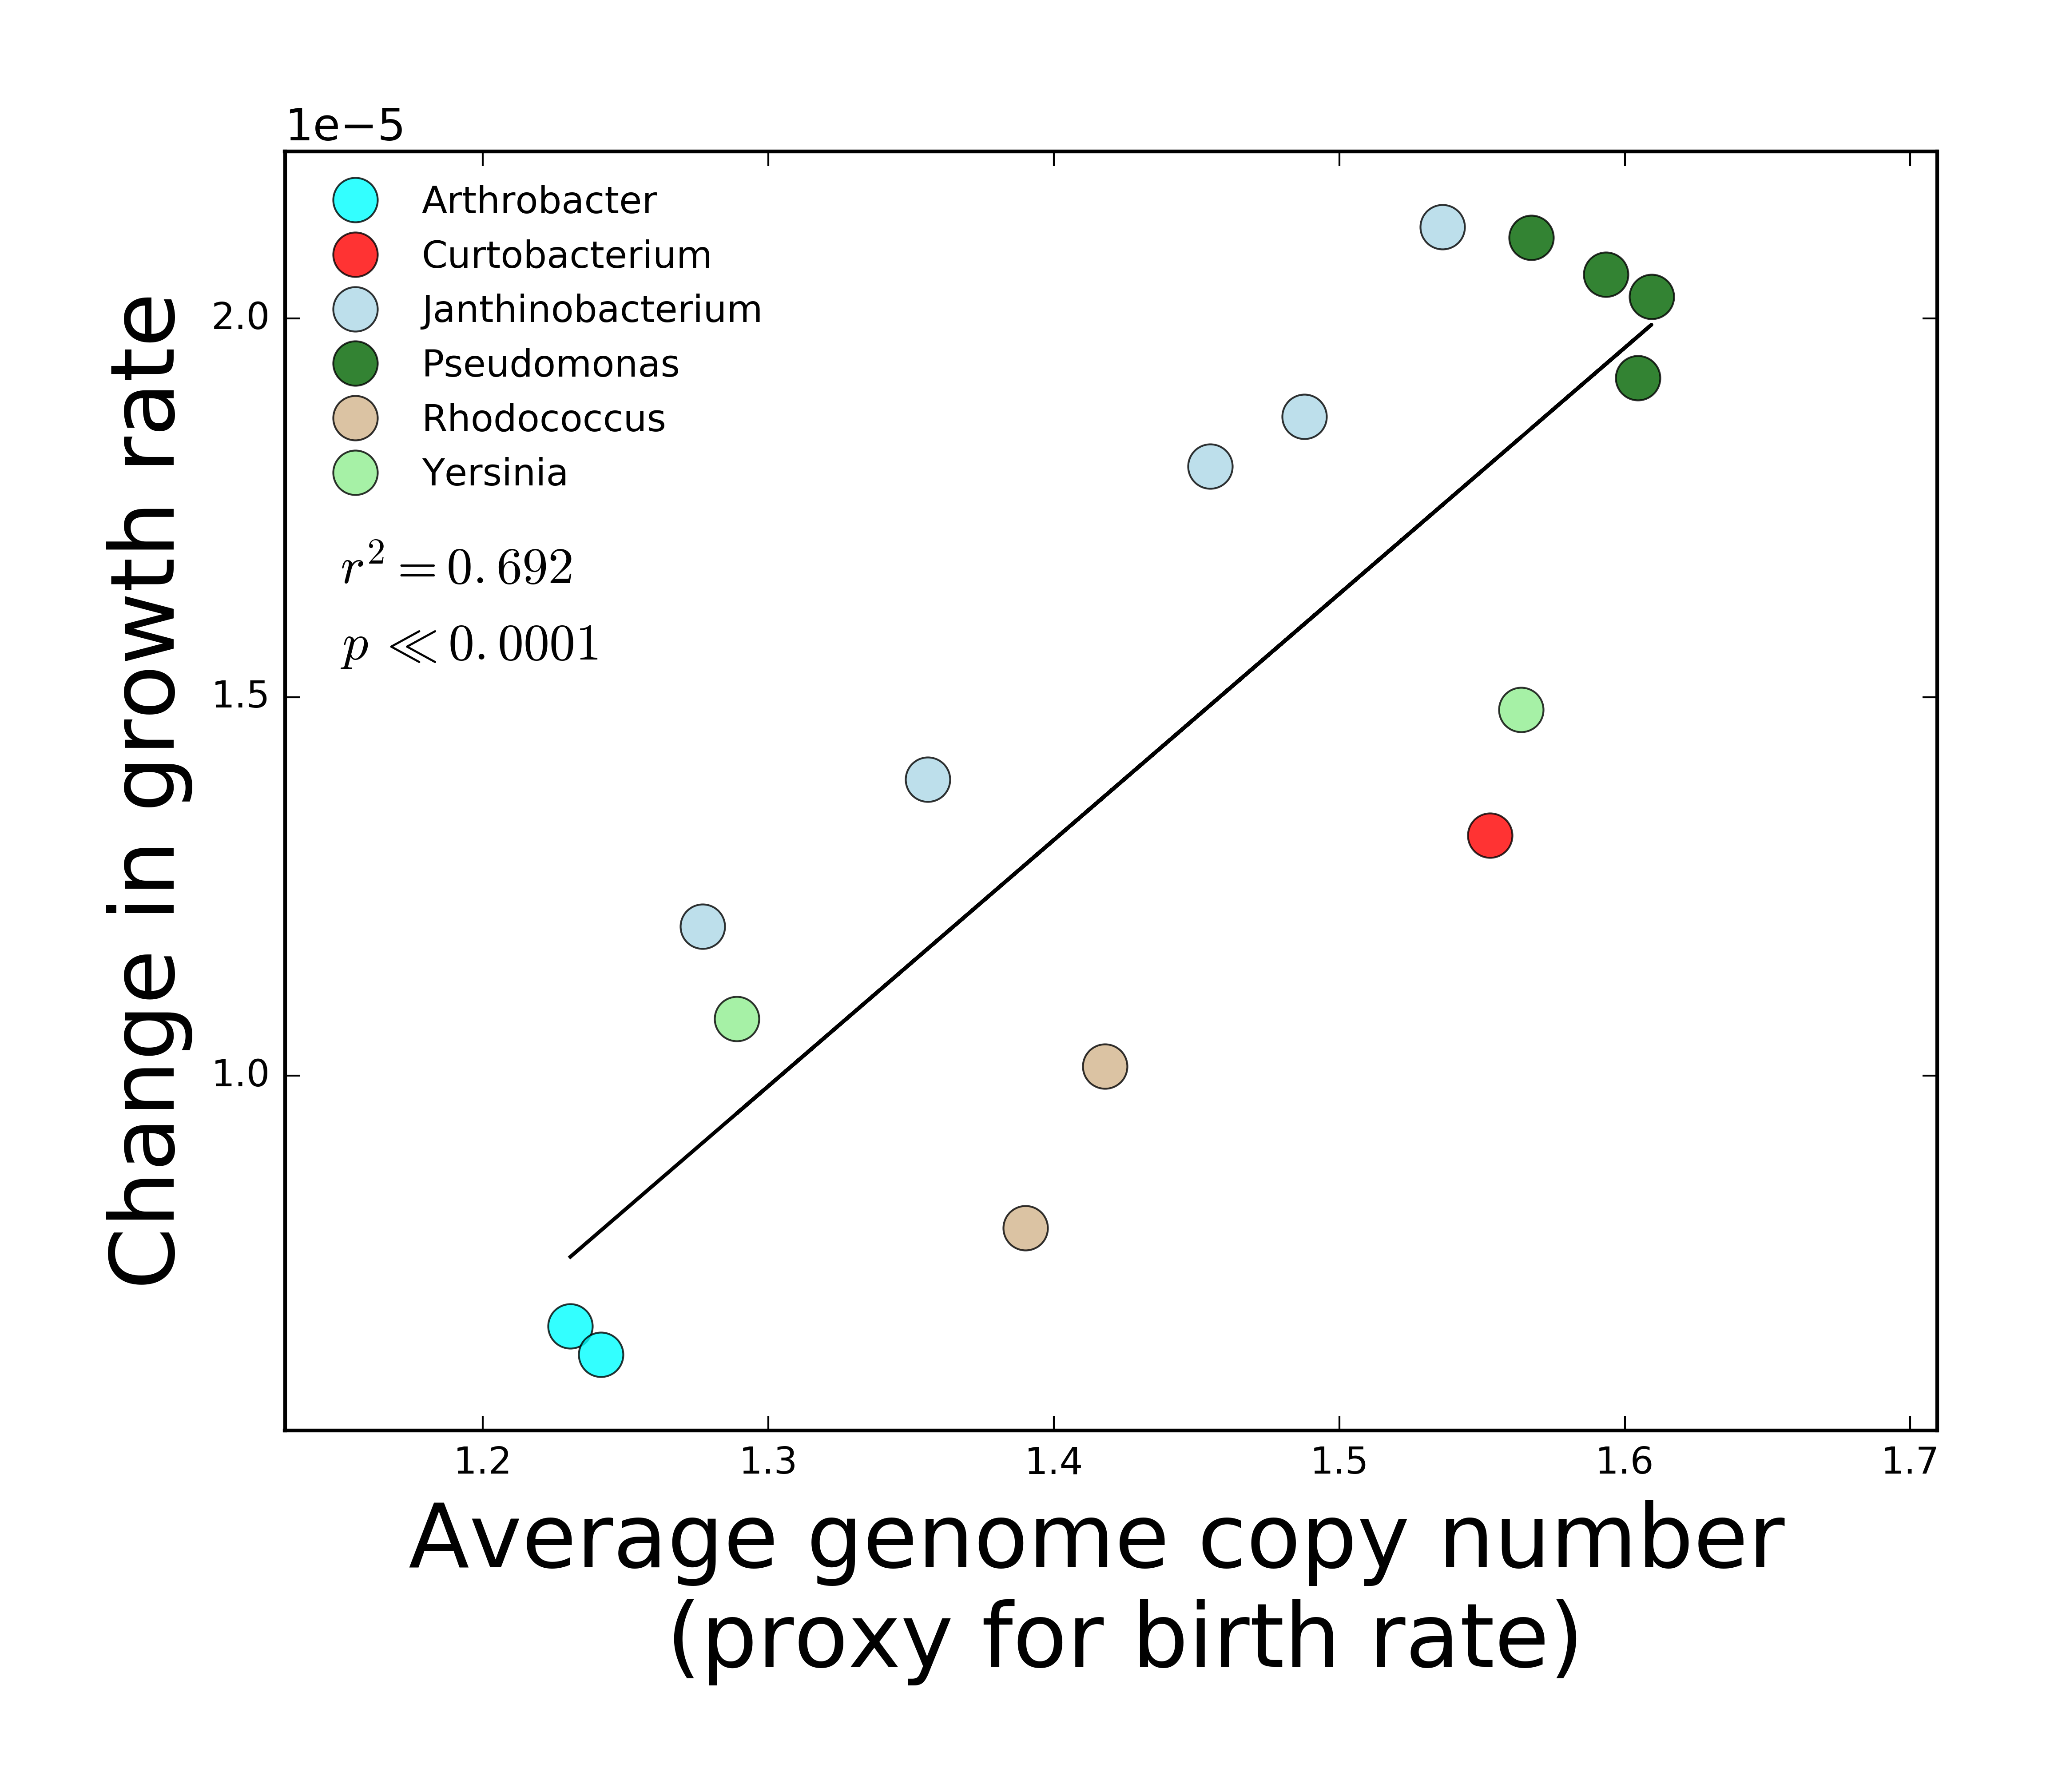 1e−5
Arthrobacter
Curtobacterium
Janthinobacterium
Pseudomonas
Rhodococcus
Yersinia
r² = 0.692
p ≪ 0.0001
2.0
1.5
1.0
Change in growth rate
1.2 1.3 1.4 1.5 1.6 1.7
Average genome copy number
(proxy for birth rate)